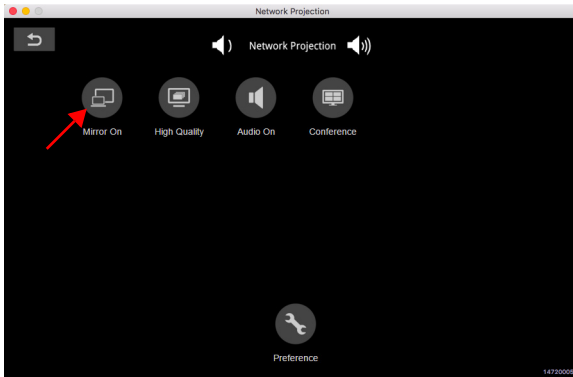 Network Projection
Network Projection
Mirror On
High Quality
Audio On
Conference
Preference
14720005